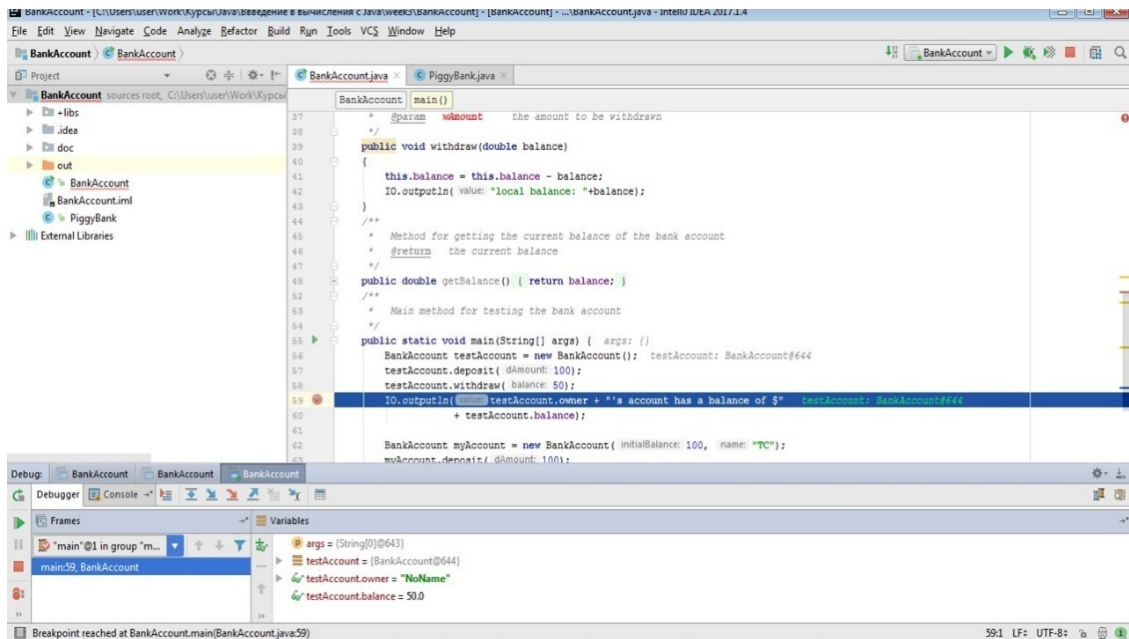 BankAccount - [C:\Users\user\Work\Курсы\Java\Введение в вычисления с Java\week3\BankAccount] - [BankAccount] - ...\BankAccount.java - IntelliJ IDEA 2017.1.4
File Edit View Navigate Code Analyze Refactor Build Run Tools VCS Window Help
BankAccount BankAccount
BankAccount
Project
BankAccount.java PiggyBank.java
BankAccount sources root, C:\Users\user\Work\Курсы
+libs
.idea
doc
out
BankAccount
BankAccount.iml
PiggyBank
External Libraries
BankAccount main()
37 * @param wAmount the amount to be withdrawn
38 */
39 public void withdraw(double balance)
40 {
41 this.balance = this.balance - balance;
42 IO.outputln( value: "local balance: "+balance);
43 }
44 /**
45 * Method for getting the current balance of the bank account
46 * @return the current balance
47 */
48 public double getBalance() { return balance; }
52 /**
53 * Main method for testing the bank account
54 */
55 public static void main(String[] args) { args: {}
56 BankAccount testAccount = new BankAccount(); testAccount: BankAccount@644
57 testAccount.deposit( dAmount: 100);
58 testAccount.withdraw( balance: 50);
59 IO.outputln( value: testAccount.owner + "'s account has a balance of $" testAccount: BankAccount@644
60 + testAccount.balance);
61
62 BankAccount myAccount = new BankAccount( initialBalance: 100, name: "TC");
63 myAccount.deposit( dAmount: 100);
Debug: BankAccount BankAccount BankAccount
Debugger Console
Frames
Variables
"main"@1 in group "m...
main:59, BankAccount
args = {String[0]@643}
testAccount = {BankAccount@644}
testAccount.owner = "NoName"
testAccount.balance = 50.0
Breakpoint reached at BankAccount.main(BankAccount.java:59)
59:1 LF÷ UTF-8÷ 1